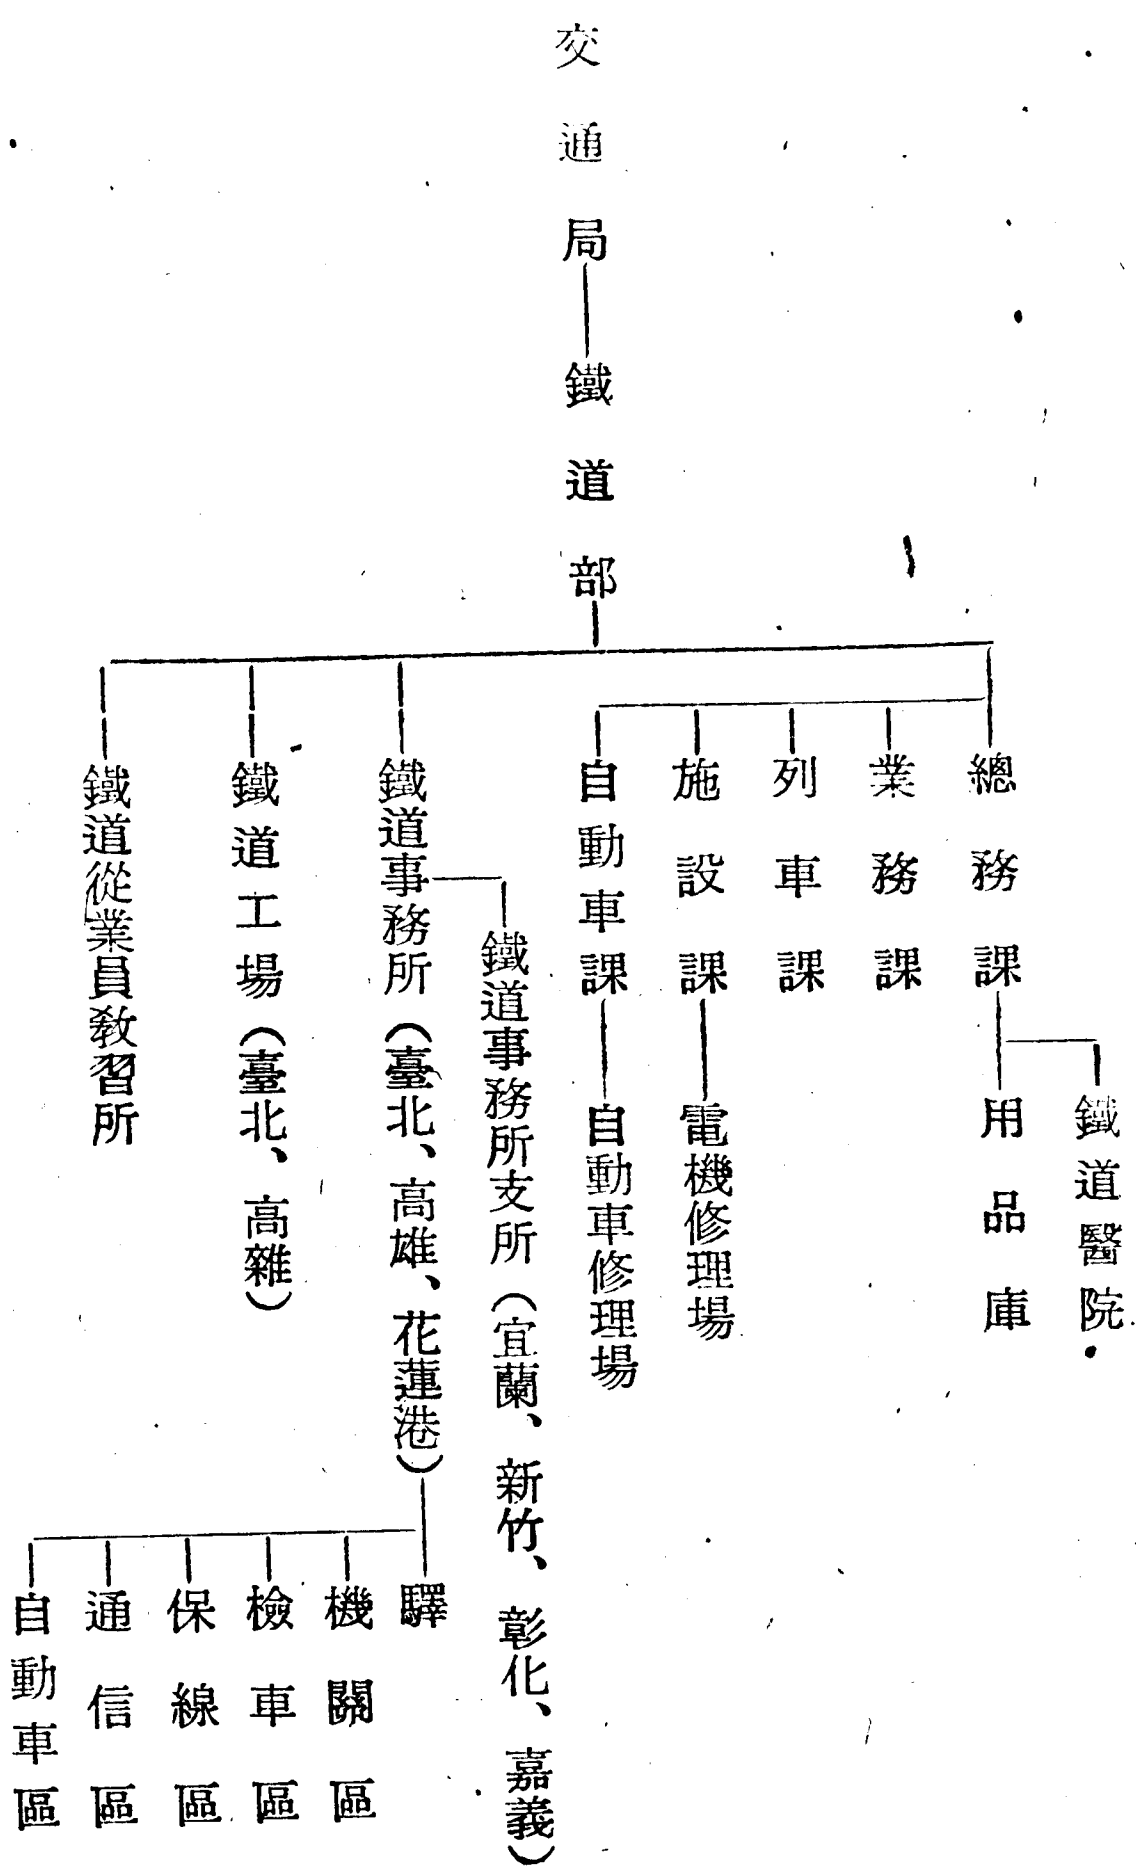 交通局
鐵道部
總務課
鐵道醫院
用品庫
業務課
列車課
施設課
電機修理場
自動車課
自動車修理場
鐵道事務所支所（宜蘭、新竹、彰化、嘉義）
鐵道事務所（臺北、高雄、花蓮港）
驛
機關區
檢車區
保線區
通信區
自動車區
鐵道工場（臺北、高雜）
鐵道從業員敎習所